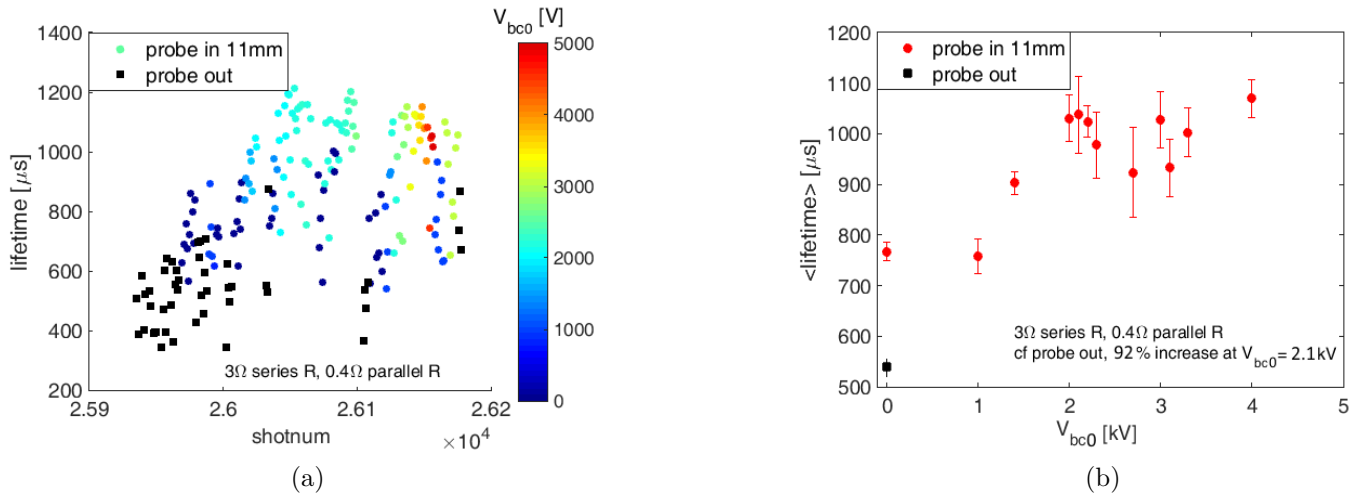 V_bc0 [V]
1400
1200
1000
800
600
400
200
lifetime [μs]
probe in 11mm
probe out
3Ω series R, 0.4Ω parallel R
2.59
2.6
2.61
2.62
×10⁴
shotnum
5000
4000
3000
2000
1000
0
(a)
1200
1100
1000
900
800
700
600
500
<lifetime> [μs]
probe in 11mm
probe out
3Ω series R, 0.4Ω parallel R
cf probe out, 92% increase at V_bc0= 2.1kV
0
1
2
3
4
5
V_bc0 [kV]
(b)